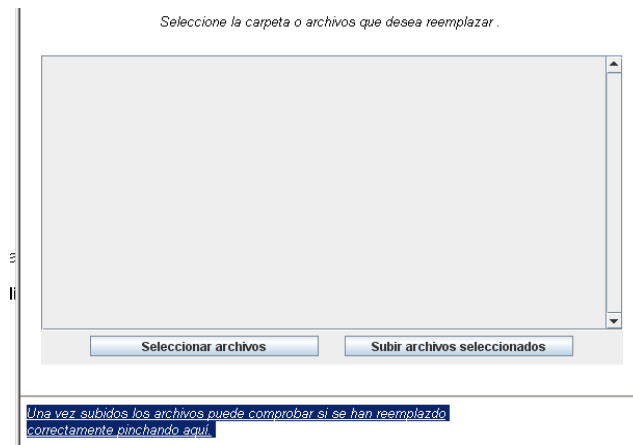 Seleccione la carpeta o archivos que desea reemplazar .
Seleccionar archivos
Subir archivos seleccionados
Una vez subidos los archivos puede comprobar si se han reemplazdo
correctamente pinchando aquí.